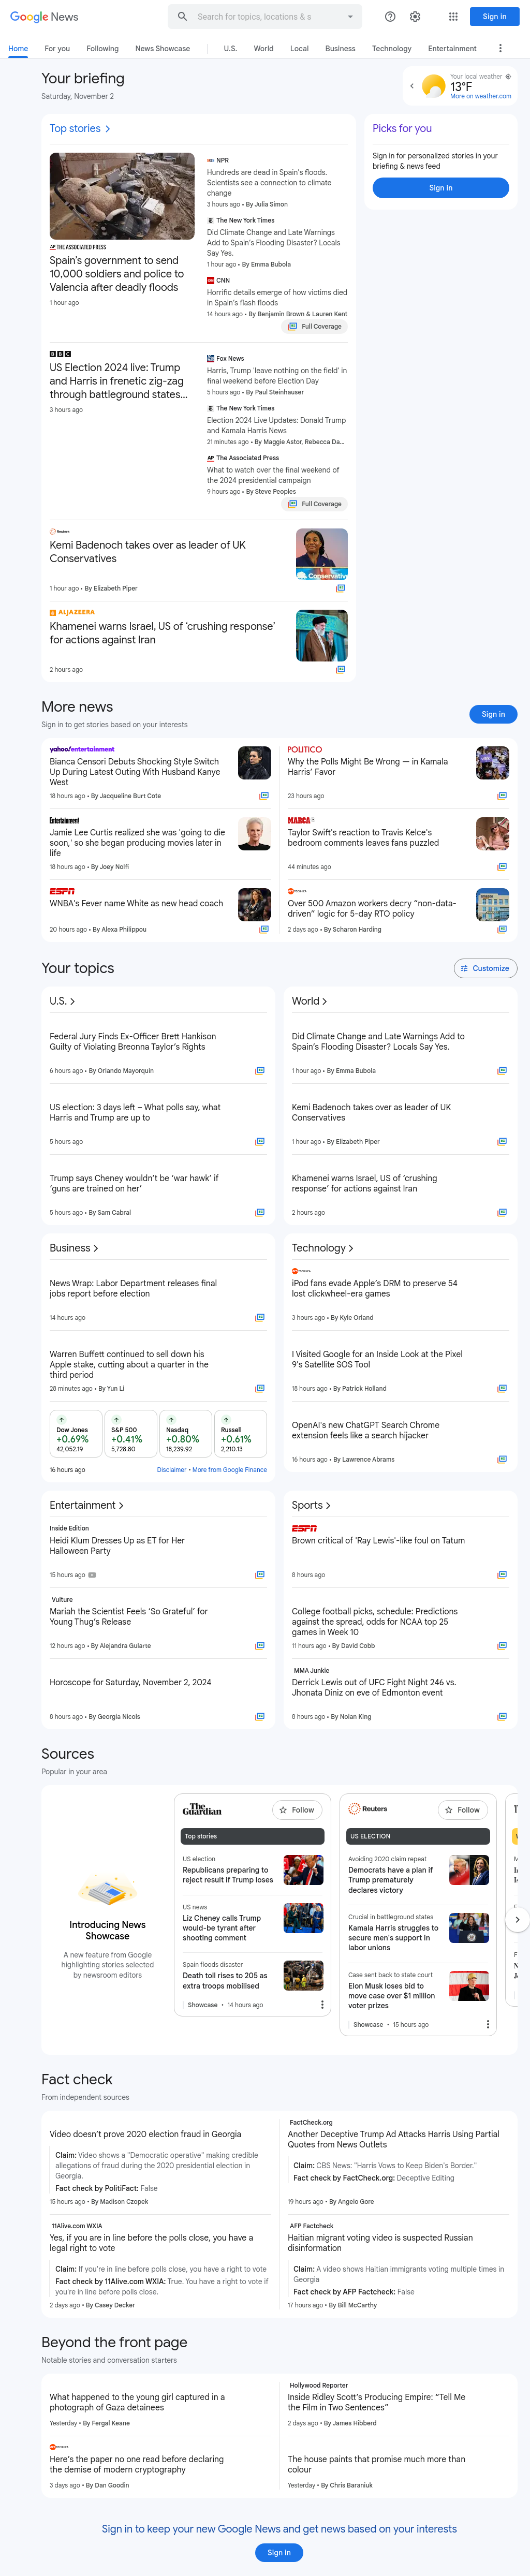 Google News
Search for topics, locations & s
Sign in
Home
For you
Following
News Showcase
U.S.
World
Local
Business
Technology
Entertainment
Your briefing
Saturday, November 2
Your local weather
13°F
More on weather.com
Top stories
Picks for you
Sign in for personalized stories in your
briefing & news feed
Sign in
THE ASSOCIATED PRESS
Spain's government to send
10,000 soldiers and police to
Valencia after deadly floods
1 hour ago
NPR
Hundreds are dead in Spain's floods.
Scientists see a connection to climate
change
3 hours ago • By Julia Simon
The New York Times
Did Climate Change and Late Warnings
Add to Spain's Flooding Disaster? Locals
Say Yes.
1 hour ago • By Emma Bubola
CNN
Horrific details emerge of how victims died
in Spain's flash floods
14 hours ago • By Benjamin Brown & Lauren Kent
Full Coverage
BBC
US Election 2024 live: Trump
and Harris in frenetic zig-zag
through battleground states...
3 hours ago
Fox News
Harris, Trump 'leave nothing on the field' in
final weekend before Election Day
5 hours ago • By Paul Steinhauser
The New York Times
Election 2024 Live Updates: Donald Trump
and Kamala Harris News
21 minutes ago • By Maggie Astor, Rebecca Da...
The Associated Press
What to watch over the final weekend of
the 2024 presidential campaign
9 hours ago • By Steve Peoples
Full Coverage
Reuters
Kemi Badenoch takes over as leader of UK
Conservatives
1 hour ago • By Elizabeth Piper
Conservative
ALJAZEERA
Khamenei warns Israel, US of 'crushing response'
for actions against Iran
2 hours ago
More news
Sign in to get stories based on your interests
Sign in
yahoo!entertainment
Bianca Censori Debuts Shocking Style Switch
Up During Latest Outing With Husband Kanye
West
18 hours ago • By Jacqueline Burt Cote
POLITICO
Why the Polls Might Be Wrong — in Kamala
Harris' Favor
23 hours ago
Entertainment
Jamie Lee Curtis realized she was 'going to die
soon,' so she began producing movies later in
life
18 hours ago • By Joey Nolfi
MARCA
Taylor Swift's reaction to Travis Kelce's
bedroom comments leaves fans puzzled
44 minutes ago
ESPN
WNBA's Fever name White as new head coach
20 hours ago • By Alexa Philippou
ars TECHNICA
Over 500 Amazon workers decry "non-data-
driven" logic for 5-day RTO policy
2 days ago • By Scharon Harding
Your topics
Customize
U.S.
Federal Jury Finds Ex-Officer Brett Hankison
Guilty of Violating Breonna Taylor's Rights
6 hours ago • By Orlando Mayorquín
US election: 3 days left – What polls say, what
Harris and Trump are up to
5 hours ago
Trump says Cheney wouldn't be 'war hawk' if
'guns are trained on her'
5 hours ago • By Sam Cabral
World
Did Climate Change and Late Warnings Add to
Spain's Flooding Disaster? Locals Say Yes.
1 hour ago • By Emma Bubola
Kemi Badenoch takes over as leader of UK
Conservatives
1 hour ago • By Elizabeth Piper
Khamenei warns Israel, US of 'crushing
response' for actions against Iran
2 hours ago
Business
News Wrap: Labor Department releases final
jobs report before election
14 hours ago
Warren Buffett continued to sell down his
Apple stake, cutting about a quarter in the
third period
28 minutes ago • By Yun Li
Dow Jones
+0.69%
42,052.19
S&P 500
+0.41%
5,728.80
Nasdaq
+0.80%
18,239.92
Russell
+0.61%
2,210.13
16 hours ago
Disclaimer • More from Google Finance
Technology
ars TECHNICA
iPod fans evade Apple's DRM to preserve 54
lost clickwheel-era games
3 hours ago • By Kyle Orland
I Visited Google for an Inside Look at the Pixel
9's Satellite SOS Tool
18 hours ago • By Patrick Holland
OpenAI's new ChatGPT Search Chrome
extension feels like a search hijacker
16 hours ago • By Lawrence Abrams
Entertainment
Inside Edition
Heidi Klum Dresses Up as ET for Her
Halloween Party
15 hours ago
Vulture
Mariah the Scientist Feels 'So Grateful' for
Young Thug's Release
12 hours ago • By Alejandra Gularte
Horoscope for Saturday, November 2, 2024
8 hours ago • By Georgia Nicols
Sports
ESPN
Brown critical of 'Ray Lewis'-like foul on Tatum
8 hours ago
College football picks, schedule: Predictions
against the spread, odds for NCAA top 25
games in Week 10
11 hours ago • By David Cobb
MMA Junkie
Derrick Lewis out of UFC Fight Night 246 vs.
Jhonata Diniz on eve of Edmonton event
8 hours ago • By Nolan King
Sources
Popular in your area
Introducing News
Showcase
A new feature from Google
highlighting stories selected
by newsroom editors
The Guardian
Follow
Top stories
US election
Republicans preparing to
reject result if Trump loses
US news
Liz Cheney calls Trump
would-be tyrant after
shooting comment
Spain floods disaster
Death toll rises to 205 as
extra troops mobilised
Showcase • 14 hours ago
Reuters
Follow
US ELECTION
Avoiding 2020 claim repeat
Democrats have a plan if
Trump prematurely
declares victory
Crucial in battleground states
Kamala Harris struggles to
secure men's support in
labor unions
Case sent back to state court
Elon Musk loses bid to
move case over $1 million
voter prizes
Showcase • 15 hours ago
Fact check
From independent sources
Video doesn't prove 2020 election fraud in Georgia
Claim: Video shows a "Democratic operative" making credible
allegations of fraud during the 2020 presidential election in
Georgia.
Fact check by PolitiFact: False
15 hours ago • By Madison Czopek
FactCheck.org
Another Deceptive Trump Ad Attacks Harris Using Partial
Quotes from News Outlets
Claim: CBS News: "Harris Vows to Keep Biden's Border."
Fact check by FactCheck.org: Deceptive Editing
19 hours ago • By Angelo Gore
11Alive.com WXIA
Yes, if you are in line before the polls close, you have a
legal right to vote
Claim: If you're in line before polls close, you have a right to vote
Fact check by 11Alive.com WXIA: True. You have a right to vote if
you're in line before polls close.
2 days ago • By Casey Decker
AFP Factcheck
Haitian migrant voting video is suspected Russian
disinformation
Claim: A video shows Haitian immigrants voting multiple times in
Georgia
Fact check by AFP Factcheck: False
17 hours ago • By Bill McCarthy
Beyond the front page
Notable stories and conversation starters
What happened to the young girl captured in a
photograph of Gaza detainees
Yesterday • By Fergal Keane
Hollywood Reporter
Inside Ridley Scott's Producing Empire: "Tell Me
the Film in Two Sentences"
2 days ago • By James Hibberd
ars TECHNICA
Here's the paper no one read before declaring
the demise of modern cryptography
3 days ago • By Dan Goodin
The house paints that promise much more than
colour
Yesterday • By Chris Baraniuk
Sign in to keep your new Google News and get news based on your interests
Sign in